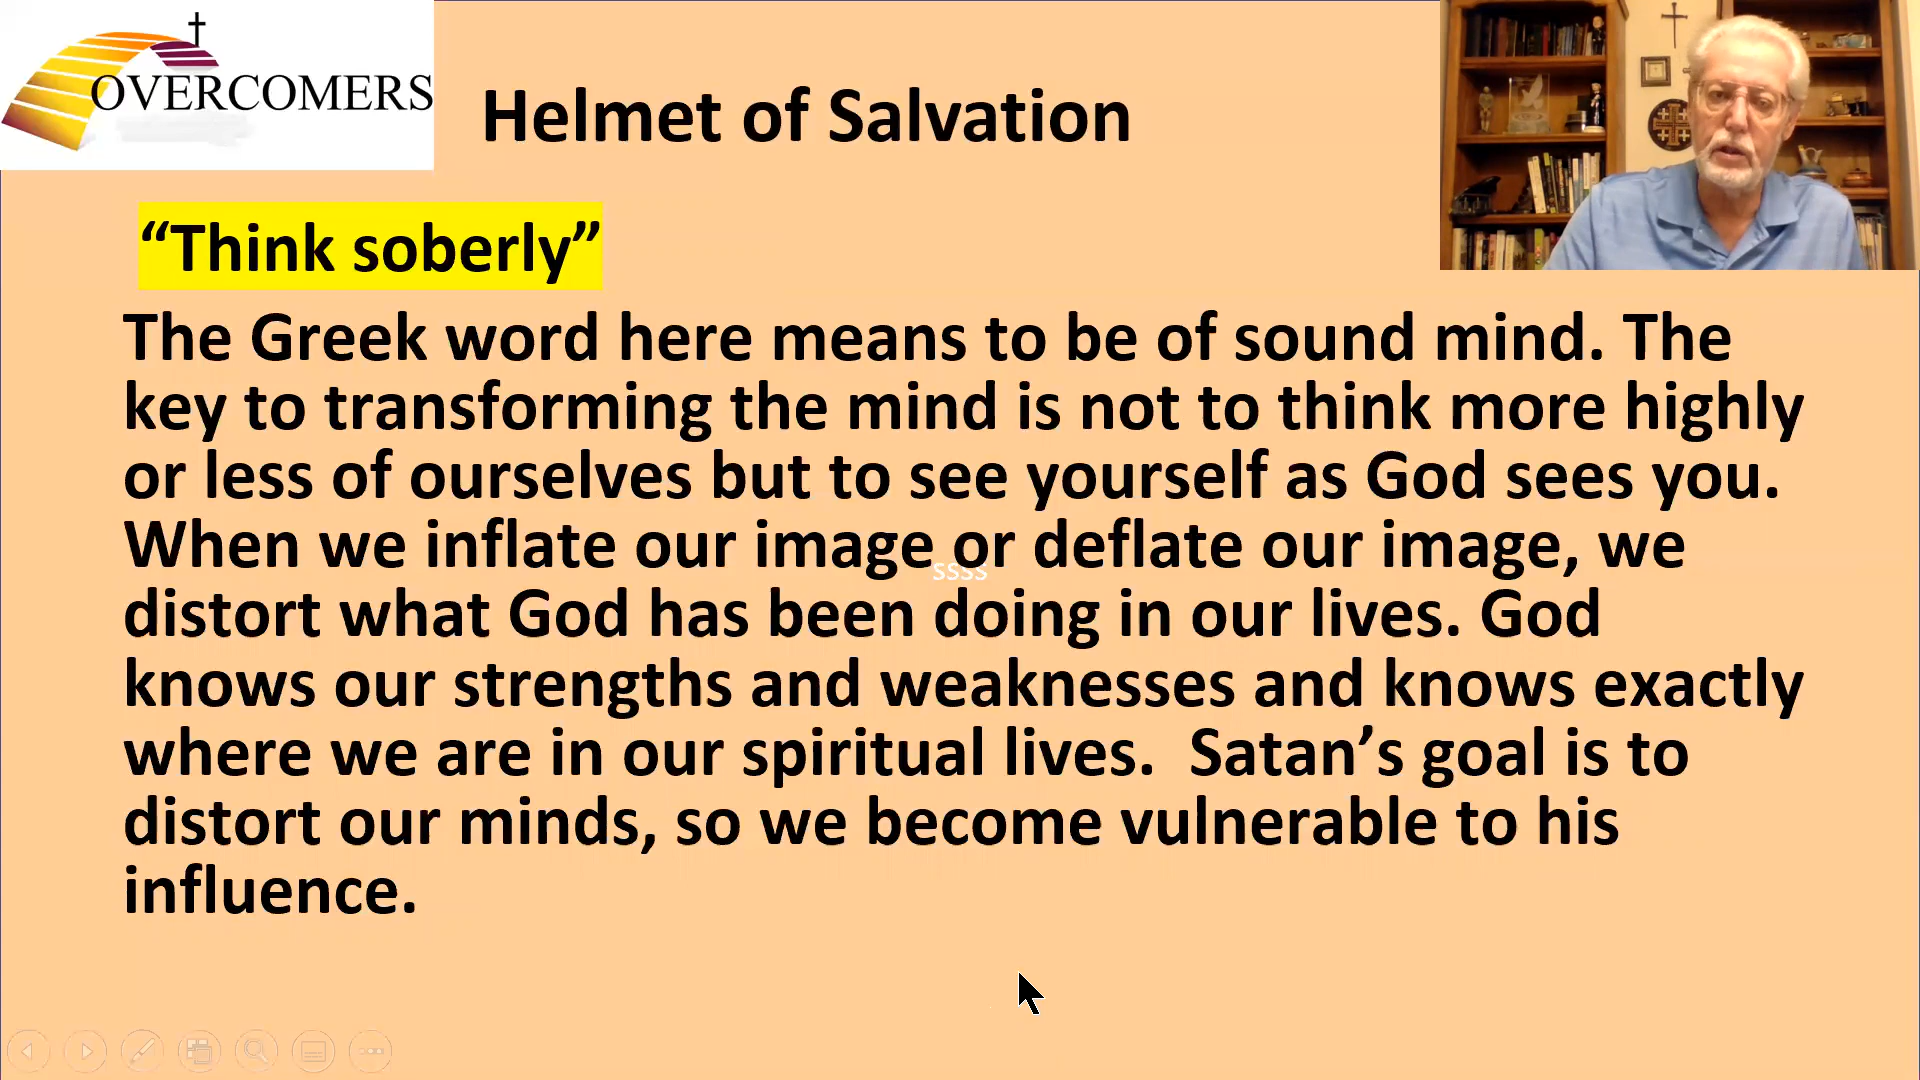 OVERCOMERS
Helmet of Salvation
“Think soberly”
The Greek word here means to be of sound mind. The
key to transforming the mind is not to think more highly
or less of ourselves but to see yourself as God sees you.
When we inflate our image or deflate our image, we
ssss
distort what God has been doing in our lives. God
knows our strengths and weaknesses and knows exactly
where we are in our spiritual lives.  Satan’s goal is to
distort our minds, so we become vulnerable to his
influence.